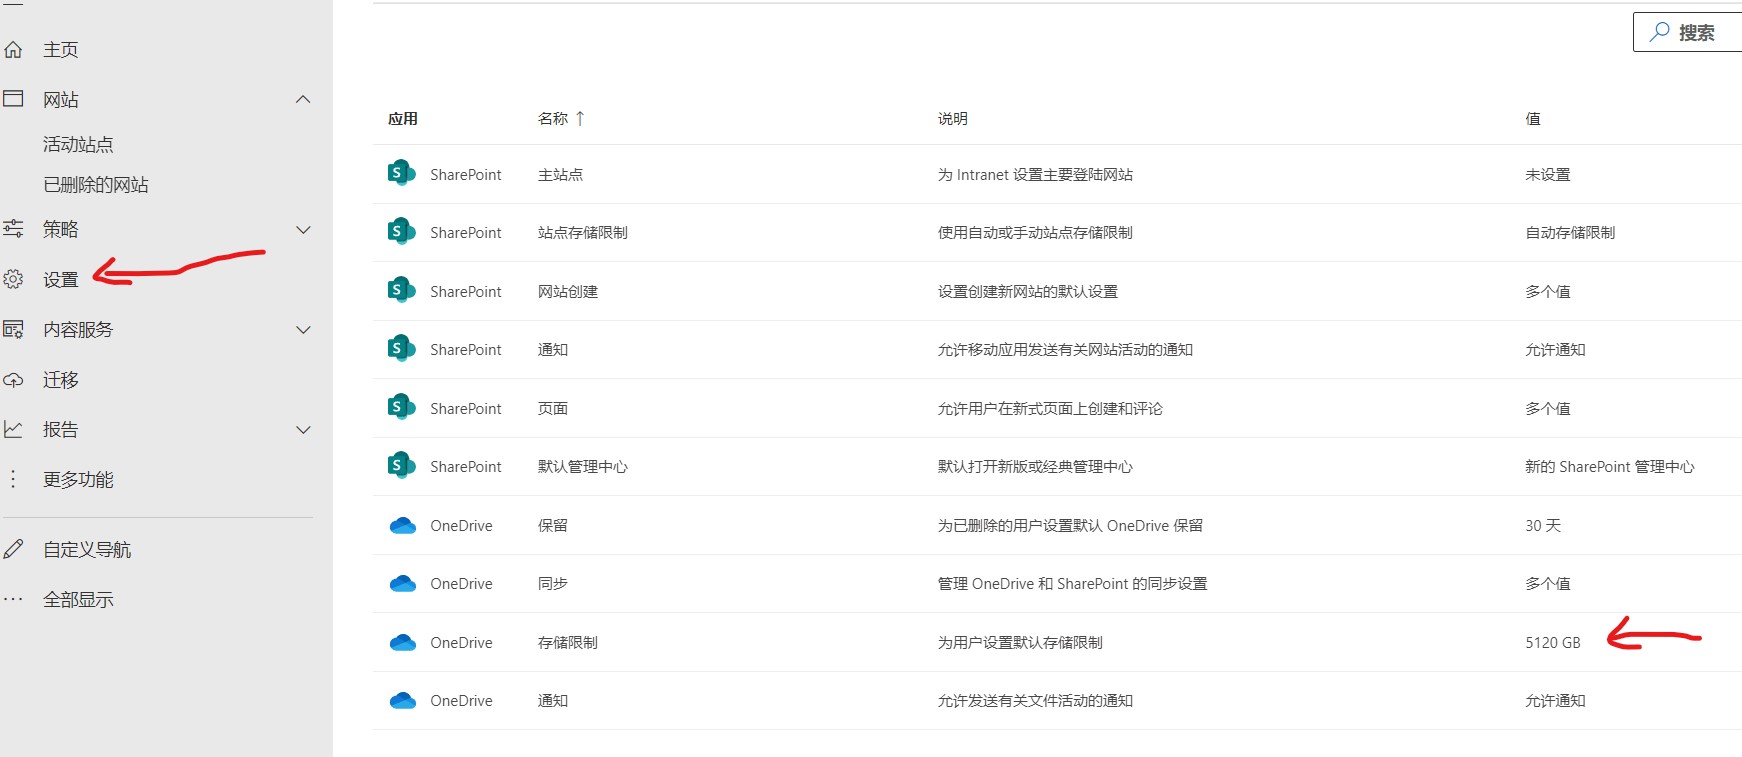 主页
网站
活动站点
已删除的网站
策略
设置
内容服务
迁移
报告
更多功能
自定义导航
全部显示
搜索
应用 名称 ↑ 说明 值
SharePoint 主站点 为 Intranet 设置主要登陆网站 未设置
SharePoint 站点存储限制 使用自动或手动站点存储限制 自动存储限制
SharePoint 网站创建 设置创建新网站的默认设置 多个值
SharePoint 通知 允许移动应用发送有关网站活动的通知 允许通知
SharePoint 页面 允许用户在新式页面上创建和评论 多个值
SharePoint 默认管理中心 默认打开新版或经典管理中心 新的 SharePoint 管理中心
OneDrive 保留 为已删除的用户设置默认 OneDrive 保留 30 天
OneDrive 同步 管理 OneDrive 和 SharePoint 的同步设置 多个值
OneDrive 存储限制 为用户设置默认存储限制 5120 GB
OneDrive 通知 允许发送有关文件活动的通知 允许通知